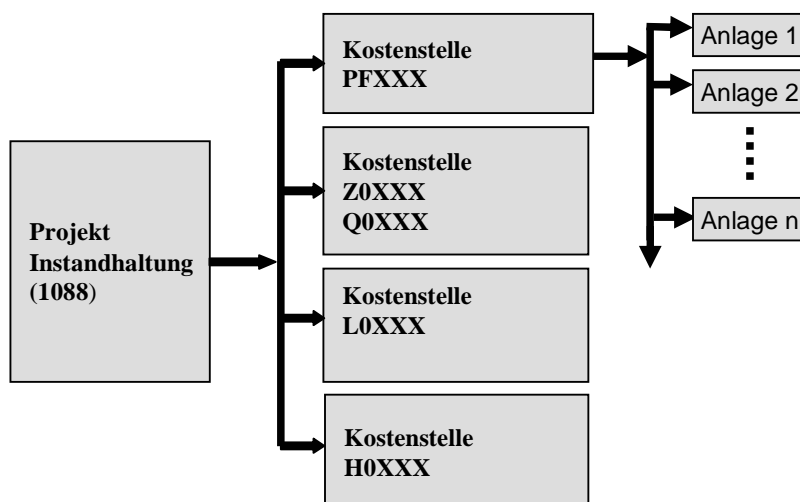 Projekt
Instandhaltung
(1088)
Kostenstelle
PFXXX
Kostenstelle
Z0XXX
Q0XXX
Kostenstelle
L0XXX
Kostenstelle
H0XXX
Anlage 1
Anlage 2
Anlage n